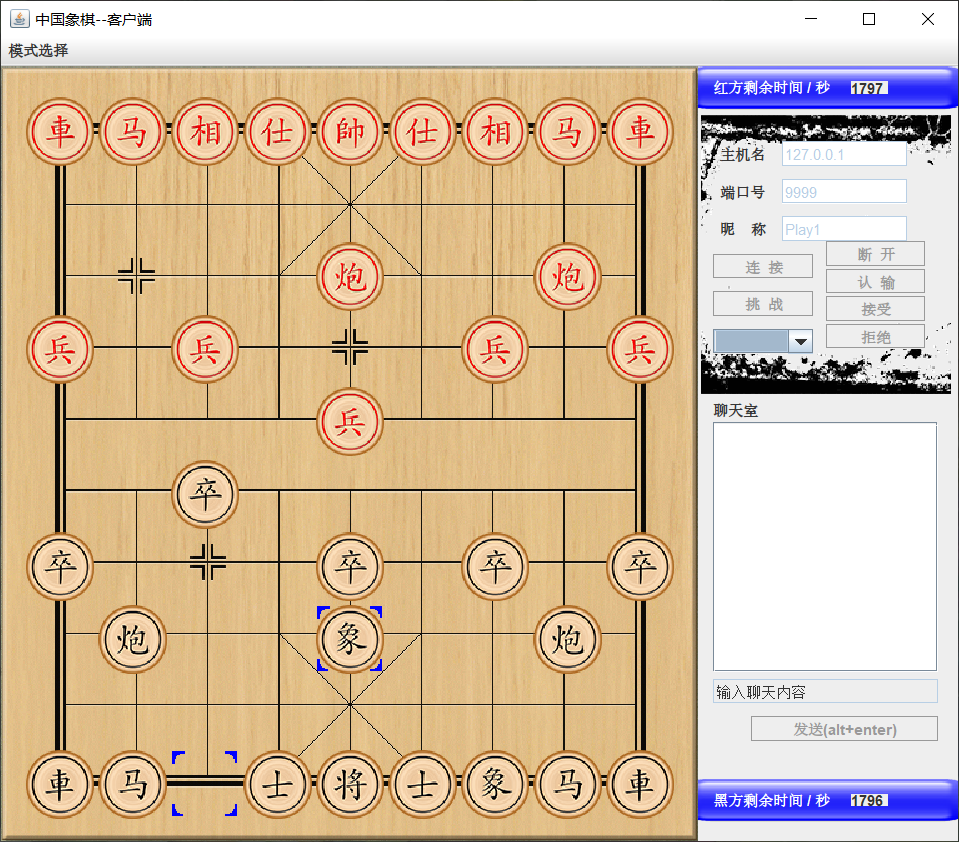 中国象棋--客户端
模式选择
車 马 相 仕 帥 仕 相 马 車
炮 炮
兵 兵 兵 兵
兵
卒
卒 卒 卒 卒
炮 象 炮
車 马 士 将 士 象 马 車
红方剩余时间 / 秒 1797
主机名 127.0.0.1
端口号 9999
昵 称 Play1
连 接
断 开
挑 战
认 输
接受
拒绝
聊天室
输入聊天内容
发送(alt+enter)
黑方剩余时间 / 秒 1796